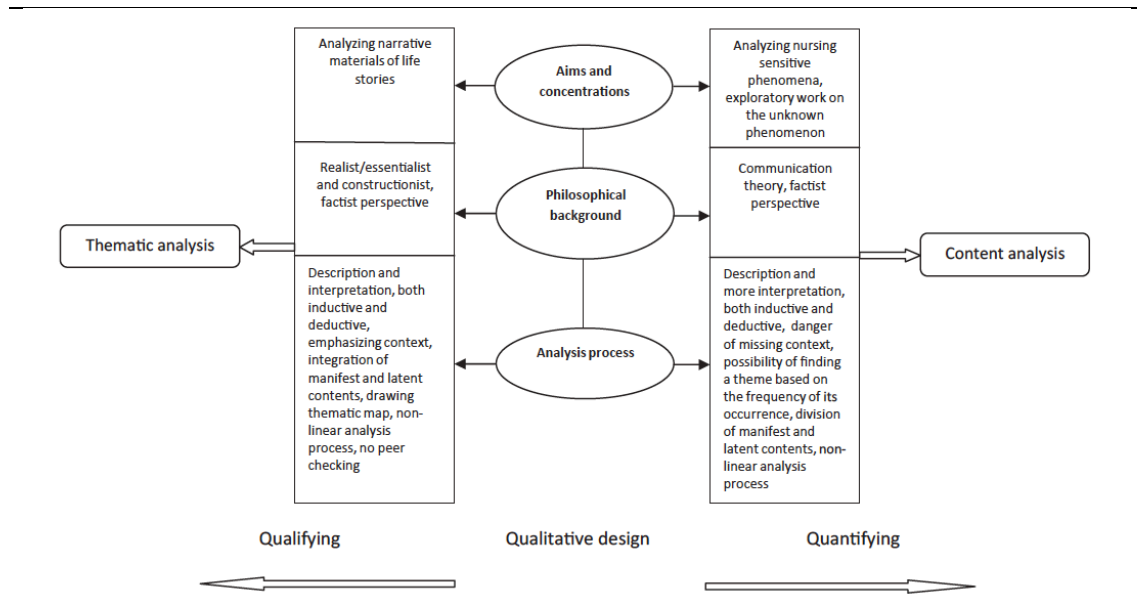 Analyzing narrative
materials of life
stories
Aims and
concentrations
Analyzing nursing
sensitive
phenomena,
exploratory work on
the unknown
phenomenon
Realist/essentialist
and constructionist,
factist perspective
Philosophical
background
Communication
theory, factist
perspective
Thematic analysis
Content analysis
Description and
interpretation, both
inductive and
deductive,
emphasizing context,
integration of
manifest and latent
contents, drawing
thematic map, non-
linear analysis
process, no peer
checking
Analysis process
Description and
more interpretation,
both inductive and
deductive, danger
of missing context,
possibility of finding
a theme based on
the frequency of its
occurrence, division
of manifest and
latent contents, non-
linear analysis
process
Qualifying
Qualitative design
Quantifying